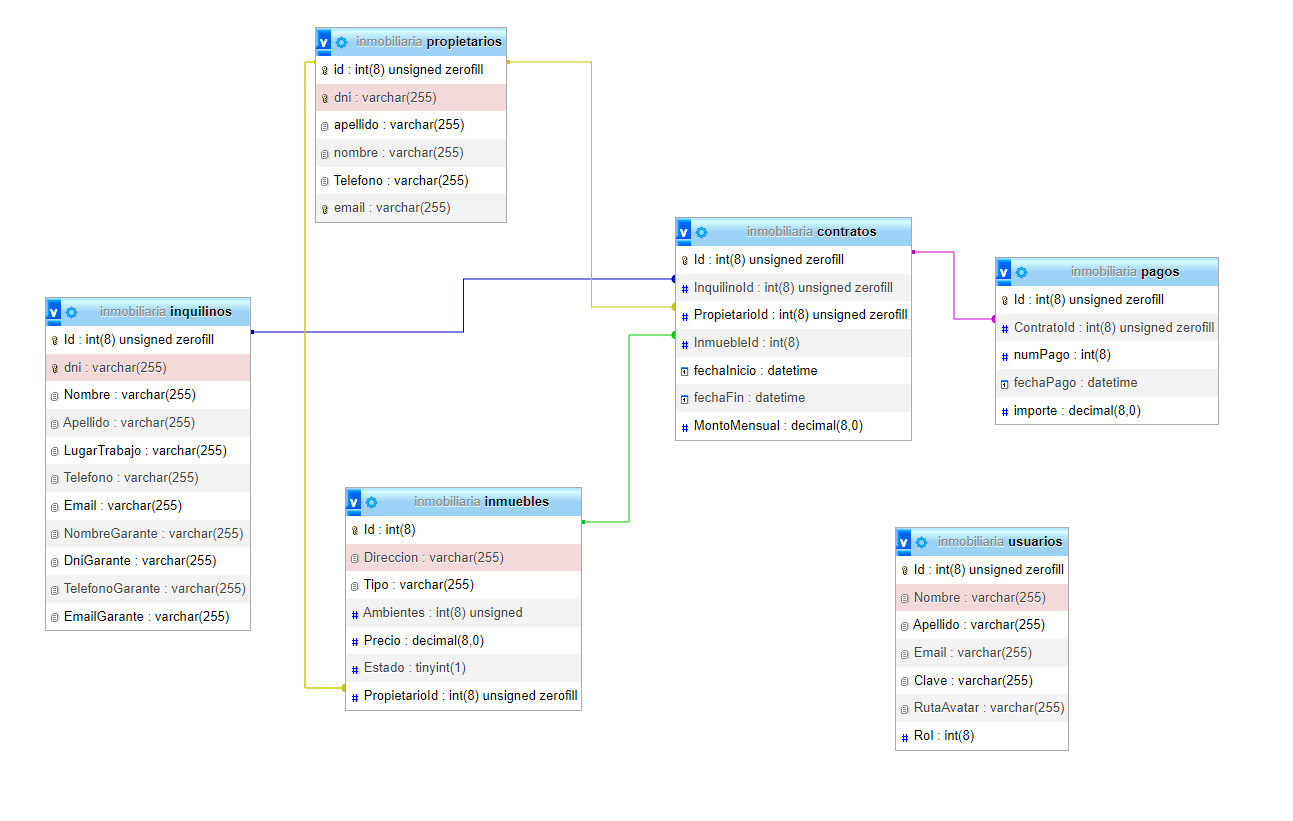 v inmobiliaria propietarios
id : int(8) unsigned zerofill
dni : varchar(255)
apellido : varchar(255)
nombre : varchar(255)
Telefono : varchar(255)
email : varchar(255)
v inmobiliaria contratos
Id : int(8) unsigned zerofill
# InquilinoId : int(8) unsigned zerofill
# PropietarioId : int(8) unsigned zerofill
# InmuebleId : int(8)
fechaInicio : datetime
fechaFin : datetime
# MontoMensual : decimal(8,0)
v inmobiliaria pagos
Id : int(8) unsigned zerofill
# ContratoId : int(8) unsigned zerofill
# numPago : int(8)
fechaPago : datetime
# importe : decimal(8,0)
v inmobiliaria inquilinos
Id : int(8) unsigned zerofill
dni : varchar(255)
Nombre : varchar(255)
Apellido : varchar(255)
LugarTrabajo : varchar(255)
Telefono : varchar(255)
Email : varchar(255)
NombreGarante : varchar(255)
DniGarante : varchar(255)
TelefonoGarante : varchar(255)
EmailGarante : varchar(255)
v inmobiliaria inmuebles
Id : int(8)
Direccion : varchar(255)
Tipo : varchar(255)
# Ambientes : int(8) unsigned
# Precio : decimal(8,0)
# Estado : tinyint(1)
# PropietarioId : int(8) unsigned zerofill
v inmobiliaria usuarios
Id : int(8) unsigned zerofill
Nombre : varchar(255)
Apellido : varchar(255)
Email : varchar(255)
Clave : varchar(255)
RutaAvatar : varchar(255)
# Rol : int(8)